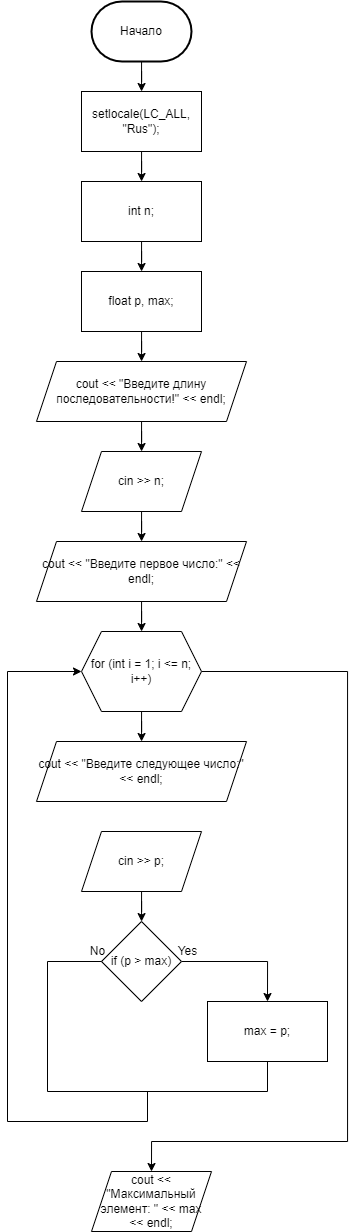 Начало
setlocale(LC_ALL,
"Rus");
int n;
float p, max;
cout << "Введите длину
последовательности!" << endl;
cin >> n;
cout << "Введите первое число:" <<
endl;
for (int i = 1; i <= n;
i++)
cout << "Введите следующее число:"
<< endl;
cin >> p;
No
if (p > max)
Yes
max = p;
cout <<
"Максимальный
элемент: " << max
<< endl;